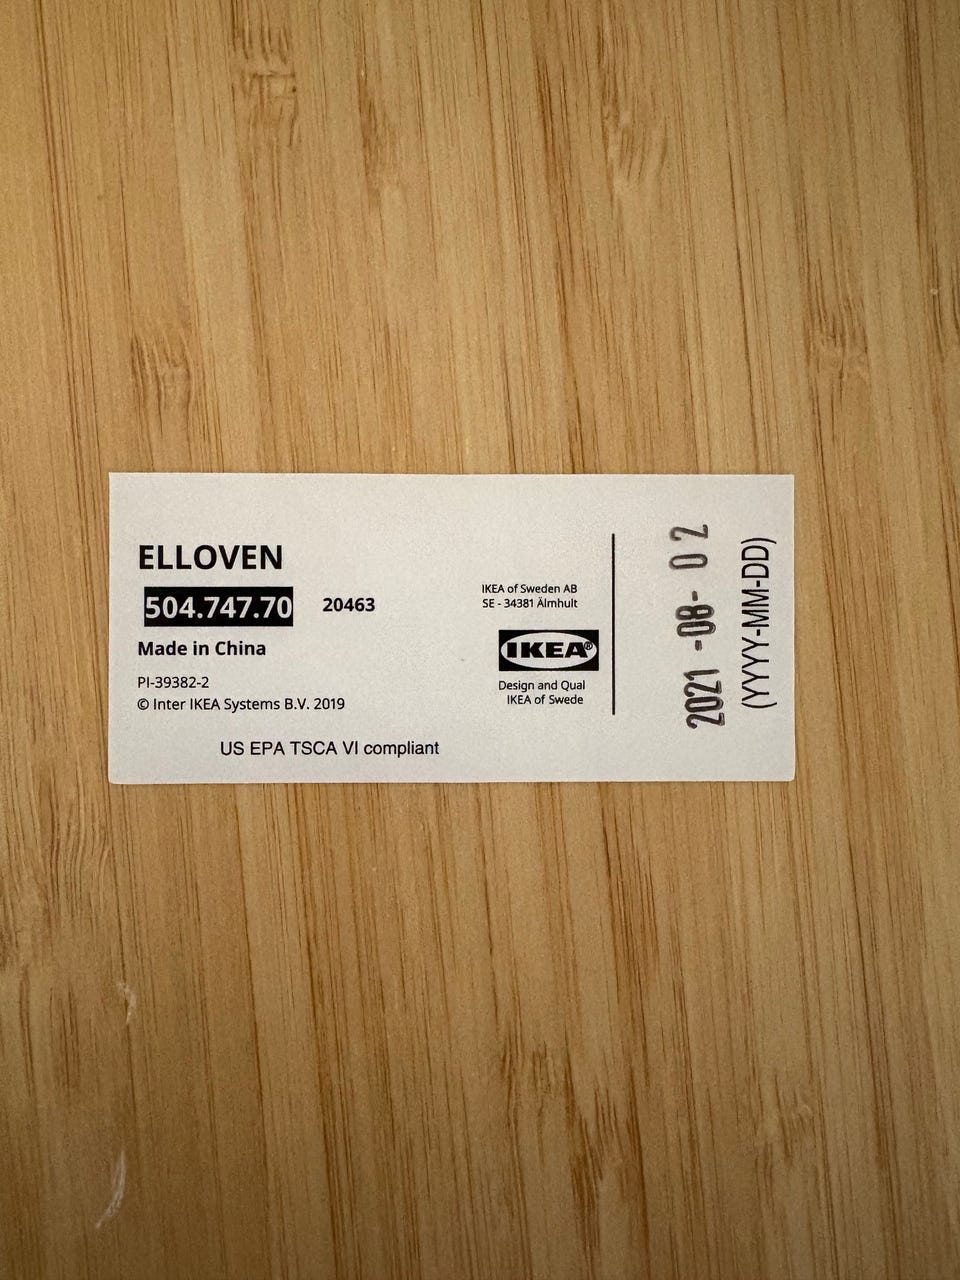 ELLOVEN
504.747.70 20463
Made in China
PI-39382-2
© Inter IKEA Systems B.V. 2019
US EPA TSCA VI compliant
IKEA of Sweden AB
SE - 34381 Älmhult
IKEA®
Design and Qual
IKEA of Swede
2021 -08- 02
(YYYY-MM-DD)